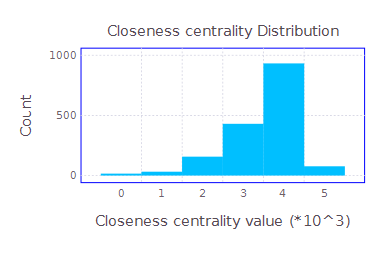 Closeness centrality Distribution
1000
500
0
Count
0 1 2 3 4 5
Closeness centrality value (*10^3)